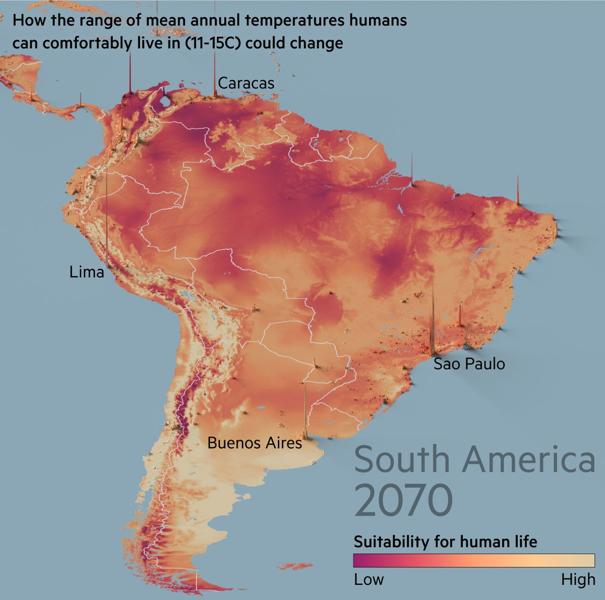 How the range of mean annual temperatures humans
can comfortably live in (11-15C) could change
Caracas
Lima
Sao Paulo
Buenos Aires
South America
2070
Suitability for human life
Low High